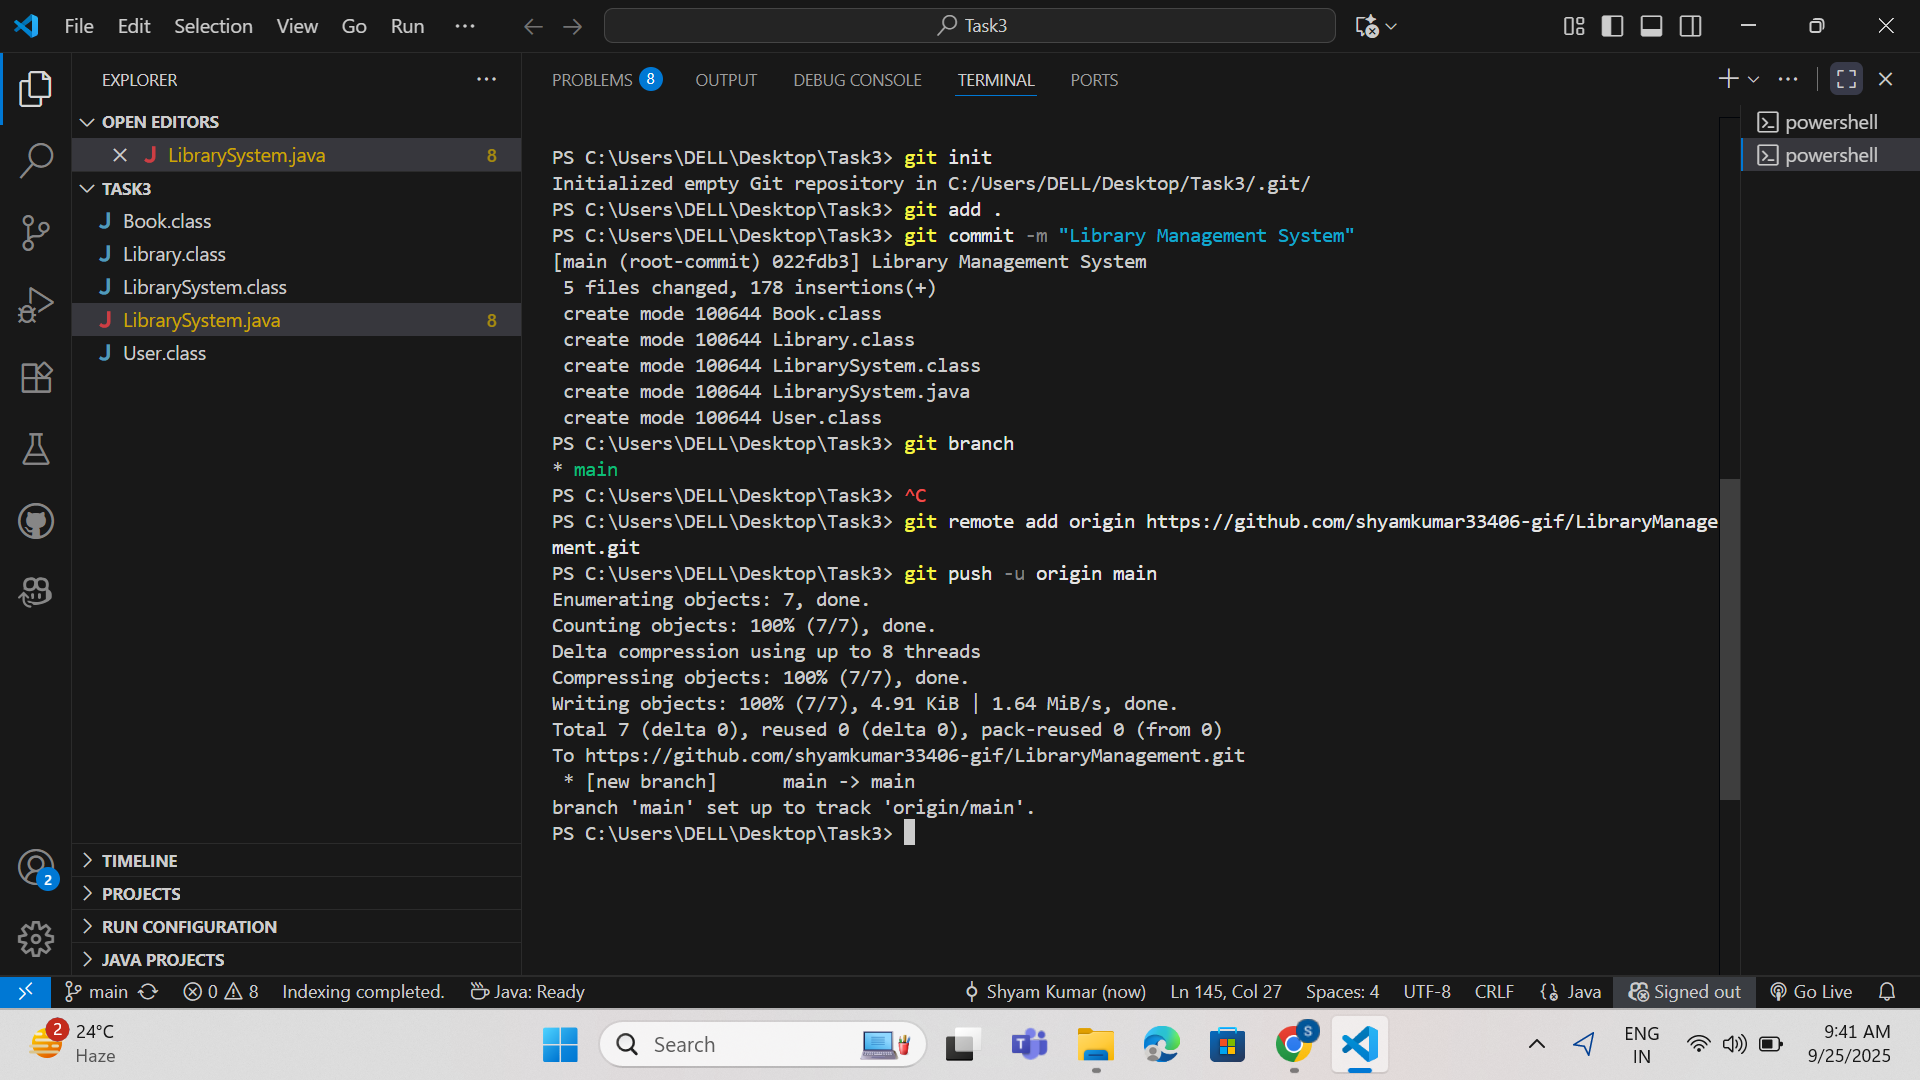 File Edit Selection View Go Run ··· Task3
EXPLORER ···
OPEN EDITORS
LibrarySystem.java 8
TASK3
Book.class
Library.class
LibrarySystem.class
LibrarySystem.java 8
User.class
TIMELINE
PROJECTS
RUN CONFIGURATION
JAVA PROJECTS
2
PROBLEMS 8 OUTPUT DEBUG CONSOLE TERMINAL PORTS
PS C:\Users\DELL\Desktop\Task3> git init
Initialized empty Git repository in C:/Users/DELL/Desktop/Task3/.git/
PS C:\Users\DELL\Desktop\Task3> git add .
PS C:\Users\DELL\Desktop\Task3> git commit -m "Library Management System"
[main (root-commit) 022fdb3] Library Management System
5 files changed, 178 insertions(+)
create mode 100644 Book.class
create mode 100644 Library.class
create mode 100644 LibrarySystem.class
create mode 100644 LibrarySystem.java
create mode 100644 User.class
PS C:\Users\DELL\Desktop\Task3> git branch
* main
PS C:\Users\DELL\Desktop\Task3> ^C
PS C:\Users\DELL\Desktop\Task3> git remote add origin https://github.com/shyamkumar33406-gif/LibraryManage
ment.git
PS C:\Users\DELL\Desktop\Task3> git push -u origin main
Enumerating objects: 7, done.
Counting objects: 100% (7/7), done.
Delta compression using up to 8 threads
Compressing objects: 100% (7/7), done.
Writing objects: 100% (7/7), 4.91 KiB | 1.64 MiB/s, done.
Total 7 (delta 0), reused 0 (delta 0), pack-reused 0 (from 0)
To https://github.com/shyamkumar33406-gif/LibraryManagement.git
* [new branch] main -> main
branch 'main' set up to track 'origin/main'.
PS C:\Users\DELL\Desktop\Task3>
powershell
powershell
main 0 8 Indexing completed. Java: Ready Shyam Kumar (now) Ln 145, Col 27 Spaces: 4 UTF-8 CRLF {} Java Signed out Go Live
2 24°C
Haze
Search
S
ENG
IN
9:41 AM
9/25/2025